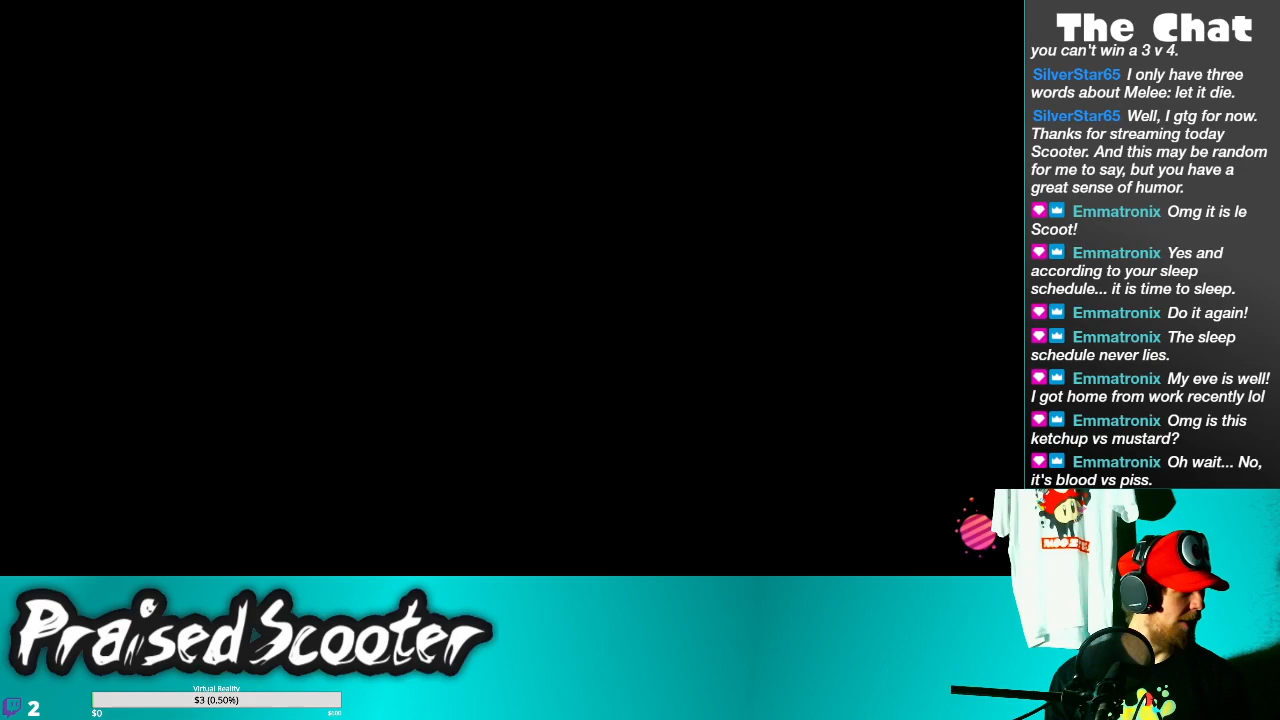 The Chat
you can't win a 3 v 4.
SilverStar65 I only have three
words about Melee: let it die.
SilverStar65 Well, I gtg for now.
Thanks for streaming today
Scooter. And this may be random
for me to say, but you have a
great sense of humor.
Emmatronix Omg it is le
Scoot!
Emmatronix Yes and
according to your sleep
schedule... it is time to sleep.
Emmatronix Do it again!
Emmatronix The sleep
schedule never lies.
Emmatronix My eve is well!
I got home from work recently lol
Emmatronix Omg is this
ketchup vs mustard?
Emmatronix Oh wait... No,
it's blood vs piss.
PraisedScooter
Virtual Reality
$3 (0.50%)
2
$0
$600